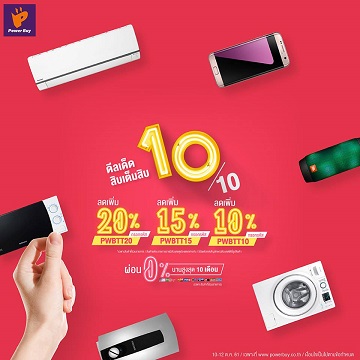 Power Buy
ดีลเด็ด
สิบเต็มสิบ
10/10
ลดเพิ่ม ลดเพิ่ม ลดเพิ่ม
20% 15% 10%
PWBTT20 PWBTT15 PWBTT10
ผ่อน 0% นานสูงสุด 10 เดือน